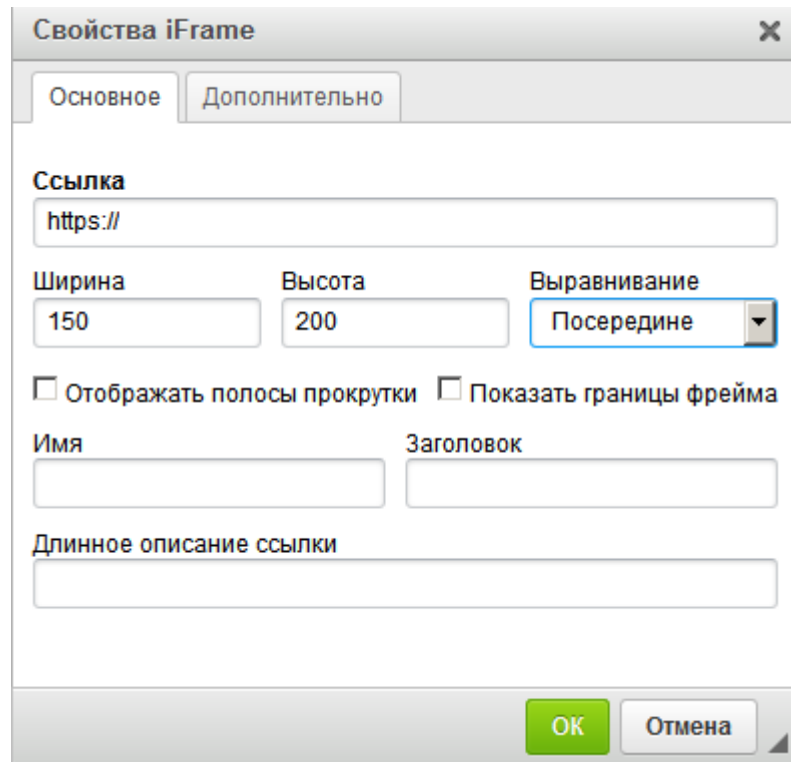 Свойства iFrame
Основное Дополнительно
Ссылка
https://
Ширина Высота Выравнивание
150 200 Посередине
Отображать полосы прокрутки Показать границы фрейма
Имя Заголовок
Длинное описание ссылки
ОК Отмена